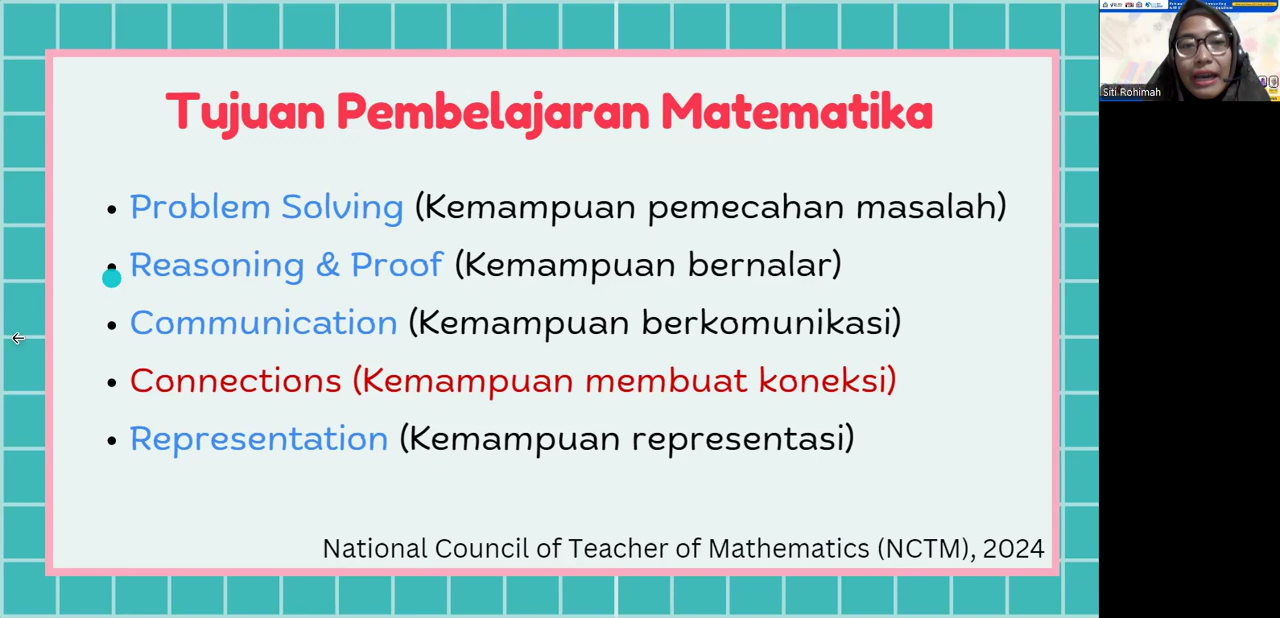 Tujuan Pembelajaran Matematika
• Problem Solving (Kemampuan pemecahan masalah)
• Reasoning & Proof (Kemampuan bernalar)
• Communication (Kemampuan berkomunikasi)
• Connections (Kemampuan membuat koneksi)
• Representation (Kemampuan representasi)
National Council of Teacher of Mathematics (NCTM), 2024
Siti Rohimah